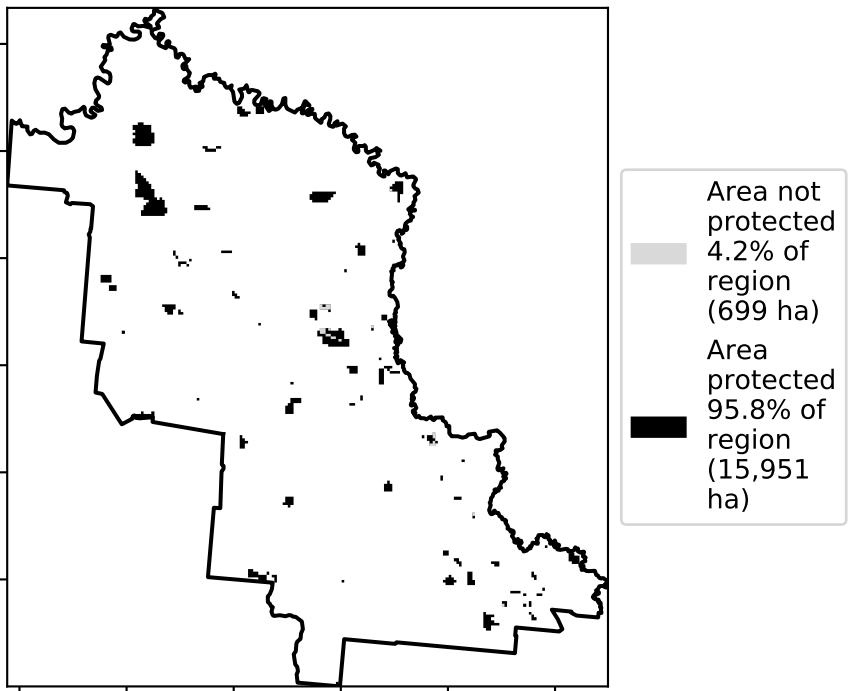 Area not
protected
4.2% of
region
(699 ha)
Area
protected
95.8% of
region
(15,951
ha)